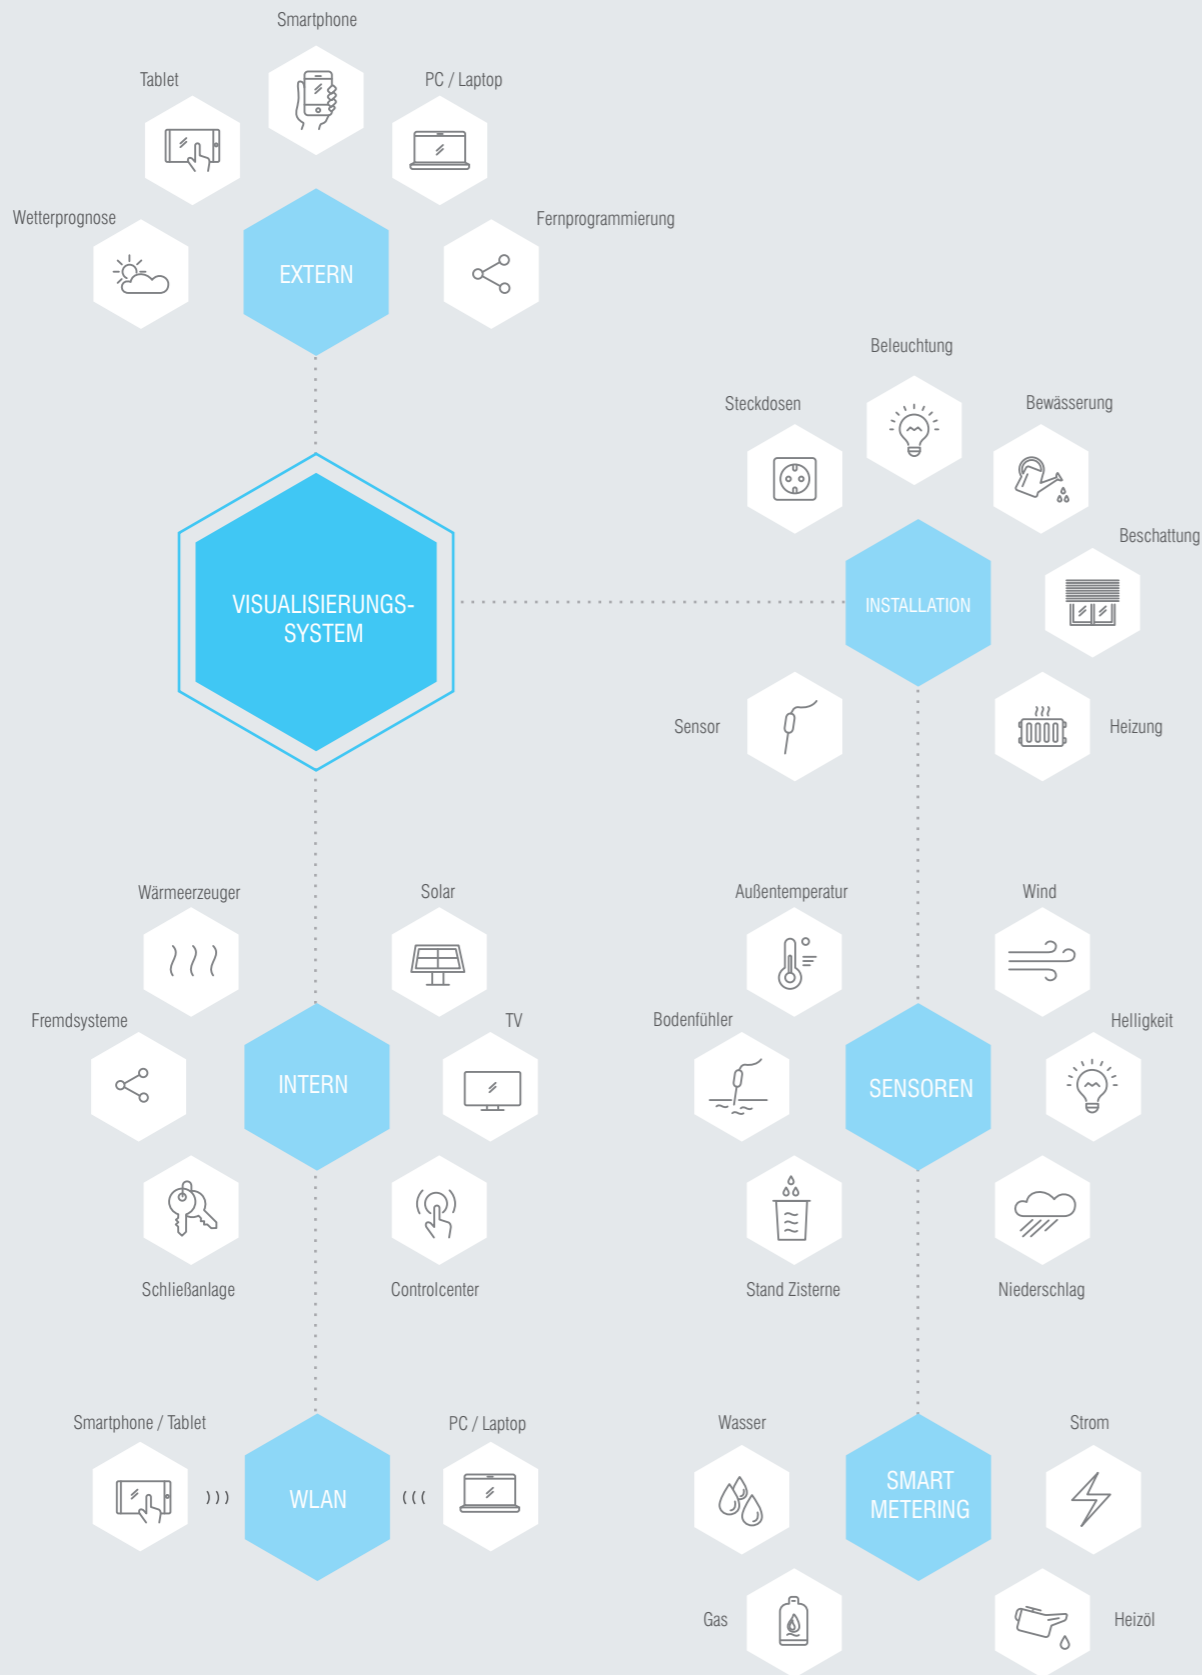 Smartphone
Tablet
PC / Laptop
Wetterprognose
Fernprogrammierung
EXTERN
Beleuchtung
Steckdosen
Bewässerung
Beschattung
VISUALISIERUNGS-
SYSTEM
INSTALLATION
Sensor
Heizung
Wärmeerzeuger
Solar
Fremdsysteme
TV
INTERN
Schließanlage
Controlcenter
Außentemperatur
Wind
Bodenfühler
Helligkeit
SENSOREN
Stand Zisterne
Niederschlag
Smartphone / Tablet
PC / Laptop
WLAN
Wasser
Strom
SMART
METERING
Gas
Heizöl